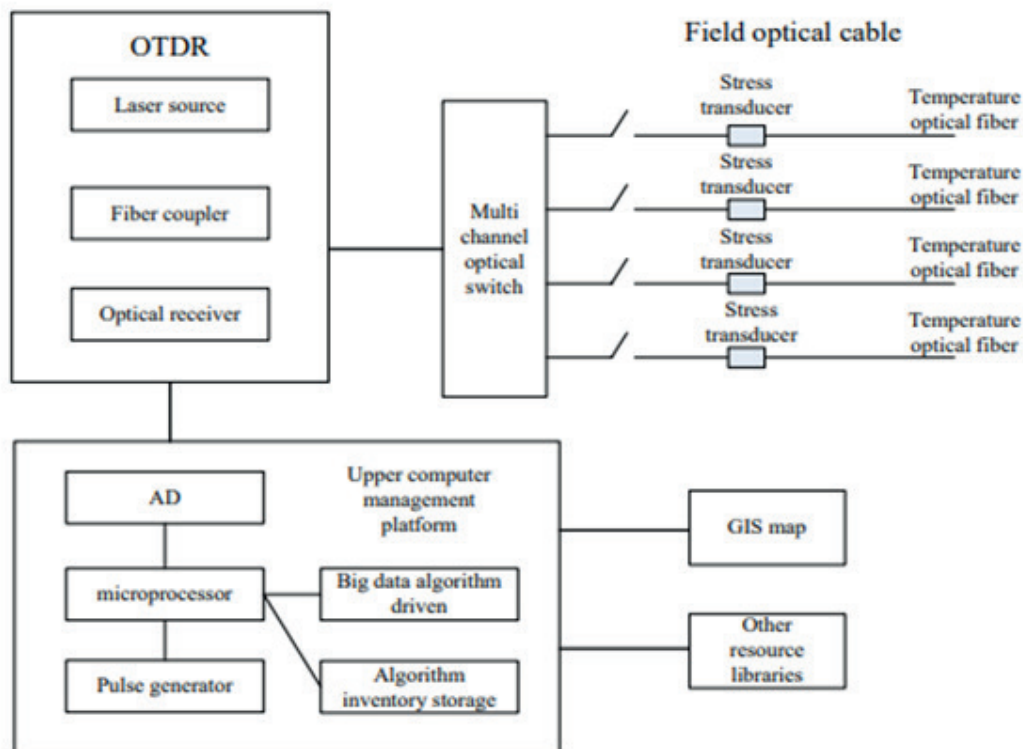 OTDR
Laser source
Fiber coupler
Optical receiver
Multi
channel
optical
switch
Field optical cable
Stress
transducer
Temperature
optical fiber
Stress
transducer
Temperature
optical fiber
Stress
transducer
Temperature
optical fiber
Stress
transducer
Temperature
optical fiber
AD
microprocessor
Pulse generator
Upper computer
management
platform
Big data algorithm
driven
Algorithm
inventory storage
GIS map
Other
resource
libraries